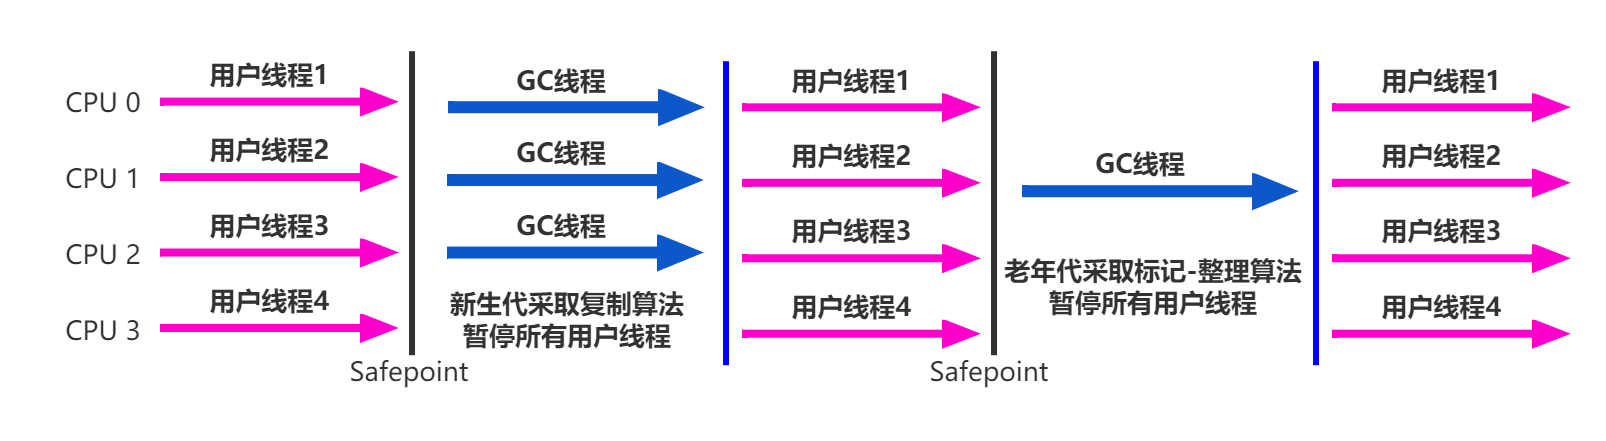 CPU 0
用户线程1
CPU 1
用户线程2
CPU 2
用户线程3
CPU 3
用户线程4
Safepoint
GC线程
GC线程
GC线程
新生代采取复制算法
暂停所有用户线程
用户线程1
用户线程2
用户线程3
用户线程4
Safepoint
GC线程
老年代采取标记-整理算法
暂停所有用户线程
用户线程1
用户线程2
用户线程3
用户线程4